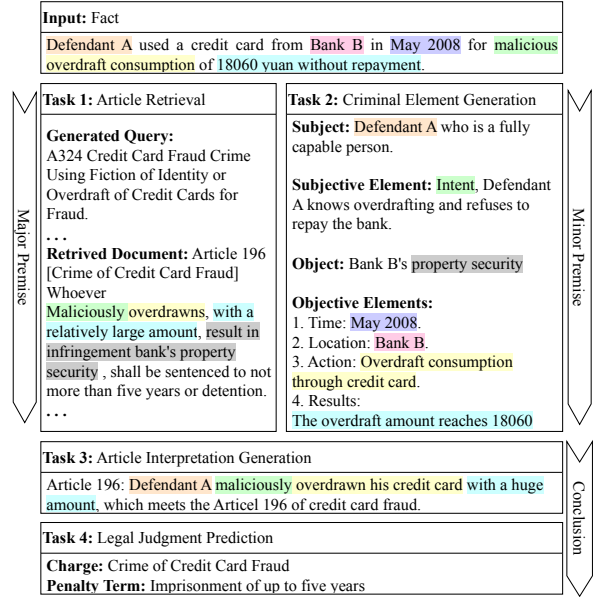 Input: Fact
Defendant A used a credit card from Bank B in May 2008 for malicious
overdraft consumption of 18060 yuan without repayment.
Major Premise
Task 1: Article Retrieval
Generated Query:
A324 Credit Card Fraud Crime
Using Fiction of Identity or
Overdraft of Credit Cards for
Fraud.
. . .
Retrived Document: Article 196
[Crime of Credit Card Fraud]
Whoever
Maliciously overdrawns, with a
relatively large amount, result in
infringement bank's property
security , shall be sentenced to not
more than five years or detention.
. . .
Task 2: Criminal Element Generation
Subject: Defendant A who is a fully
capable person.
Subjective Element: Intent, Defendant
A knows overdrafting and refuses to
repay the bank.
Object: Bank B's property security
Objective Elements:
1. Time: May 2008.
2. Location: Bank B.
3. Action: Overdraft consumption
through credit card.
4. Results:
The overdraft amount reaches 18060
Minor Premise
Task 3: Article Interpretation Generation
Article 196: Defendant A maliciously overdrawn his credit card with a huge
amount, which meets the Articel 196 of credit card fraud.
Task 4: Legal Judgment Prediction
Charge: Crime of Credit Card Fraud
Penalty Term: Imprisonment of up to five years
Conclusion